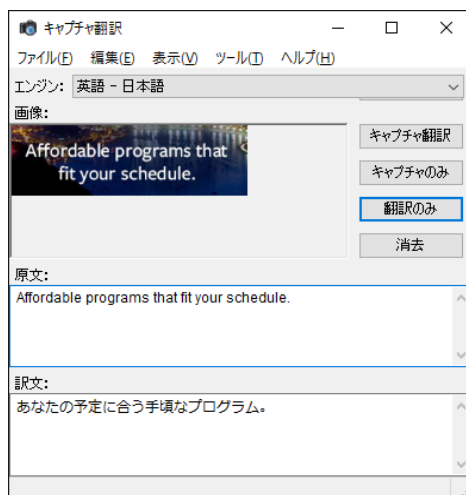 キャプチャ翻訳
ファイル(F) 編集(E) 表示(V) ツール(T) ヘルプ(H)
エンジン: 英語 - 日本語
画像:
Affordable programs that
fit your schedule.
キャプチャ翻訳
キャプチャのみ
翻訳のみ
消去
原文:
Affordable programs that fit your schedule.
訳文:
あなたの予定に合う手頃なプログラム。